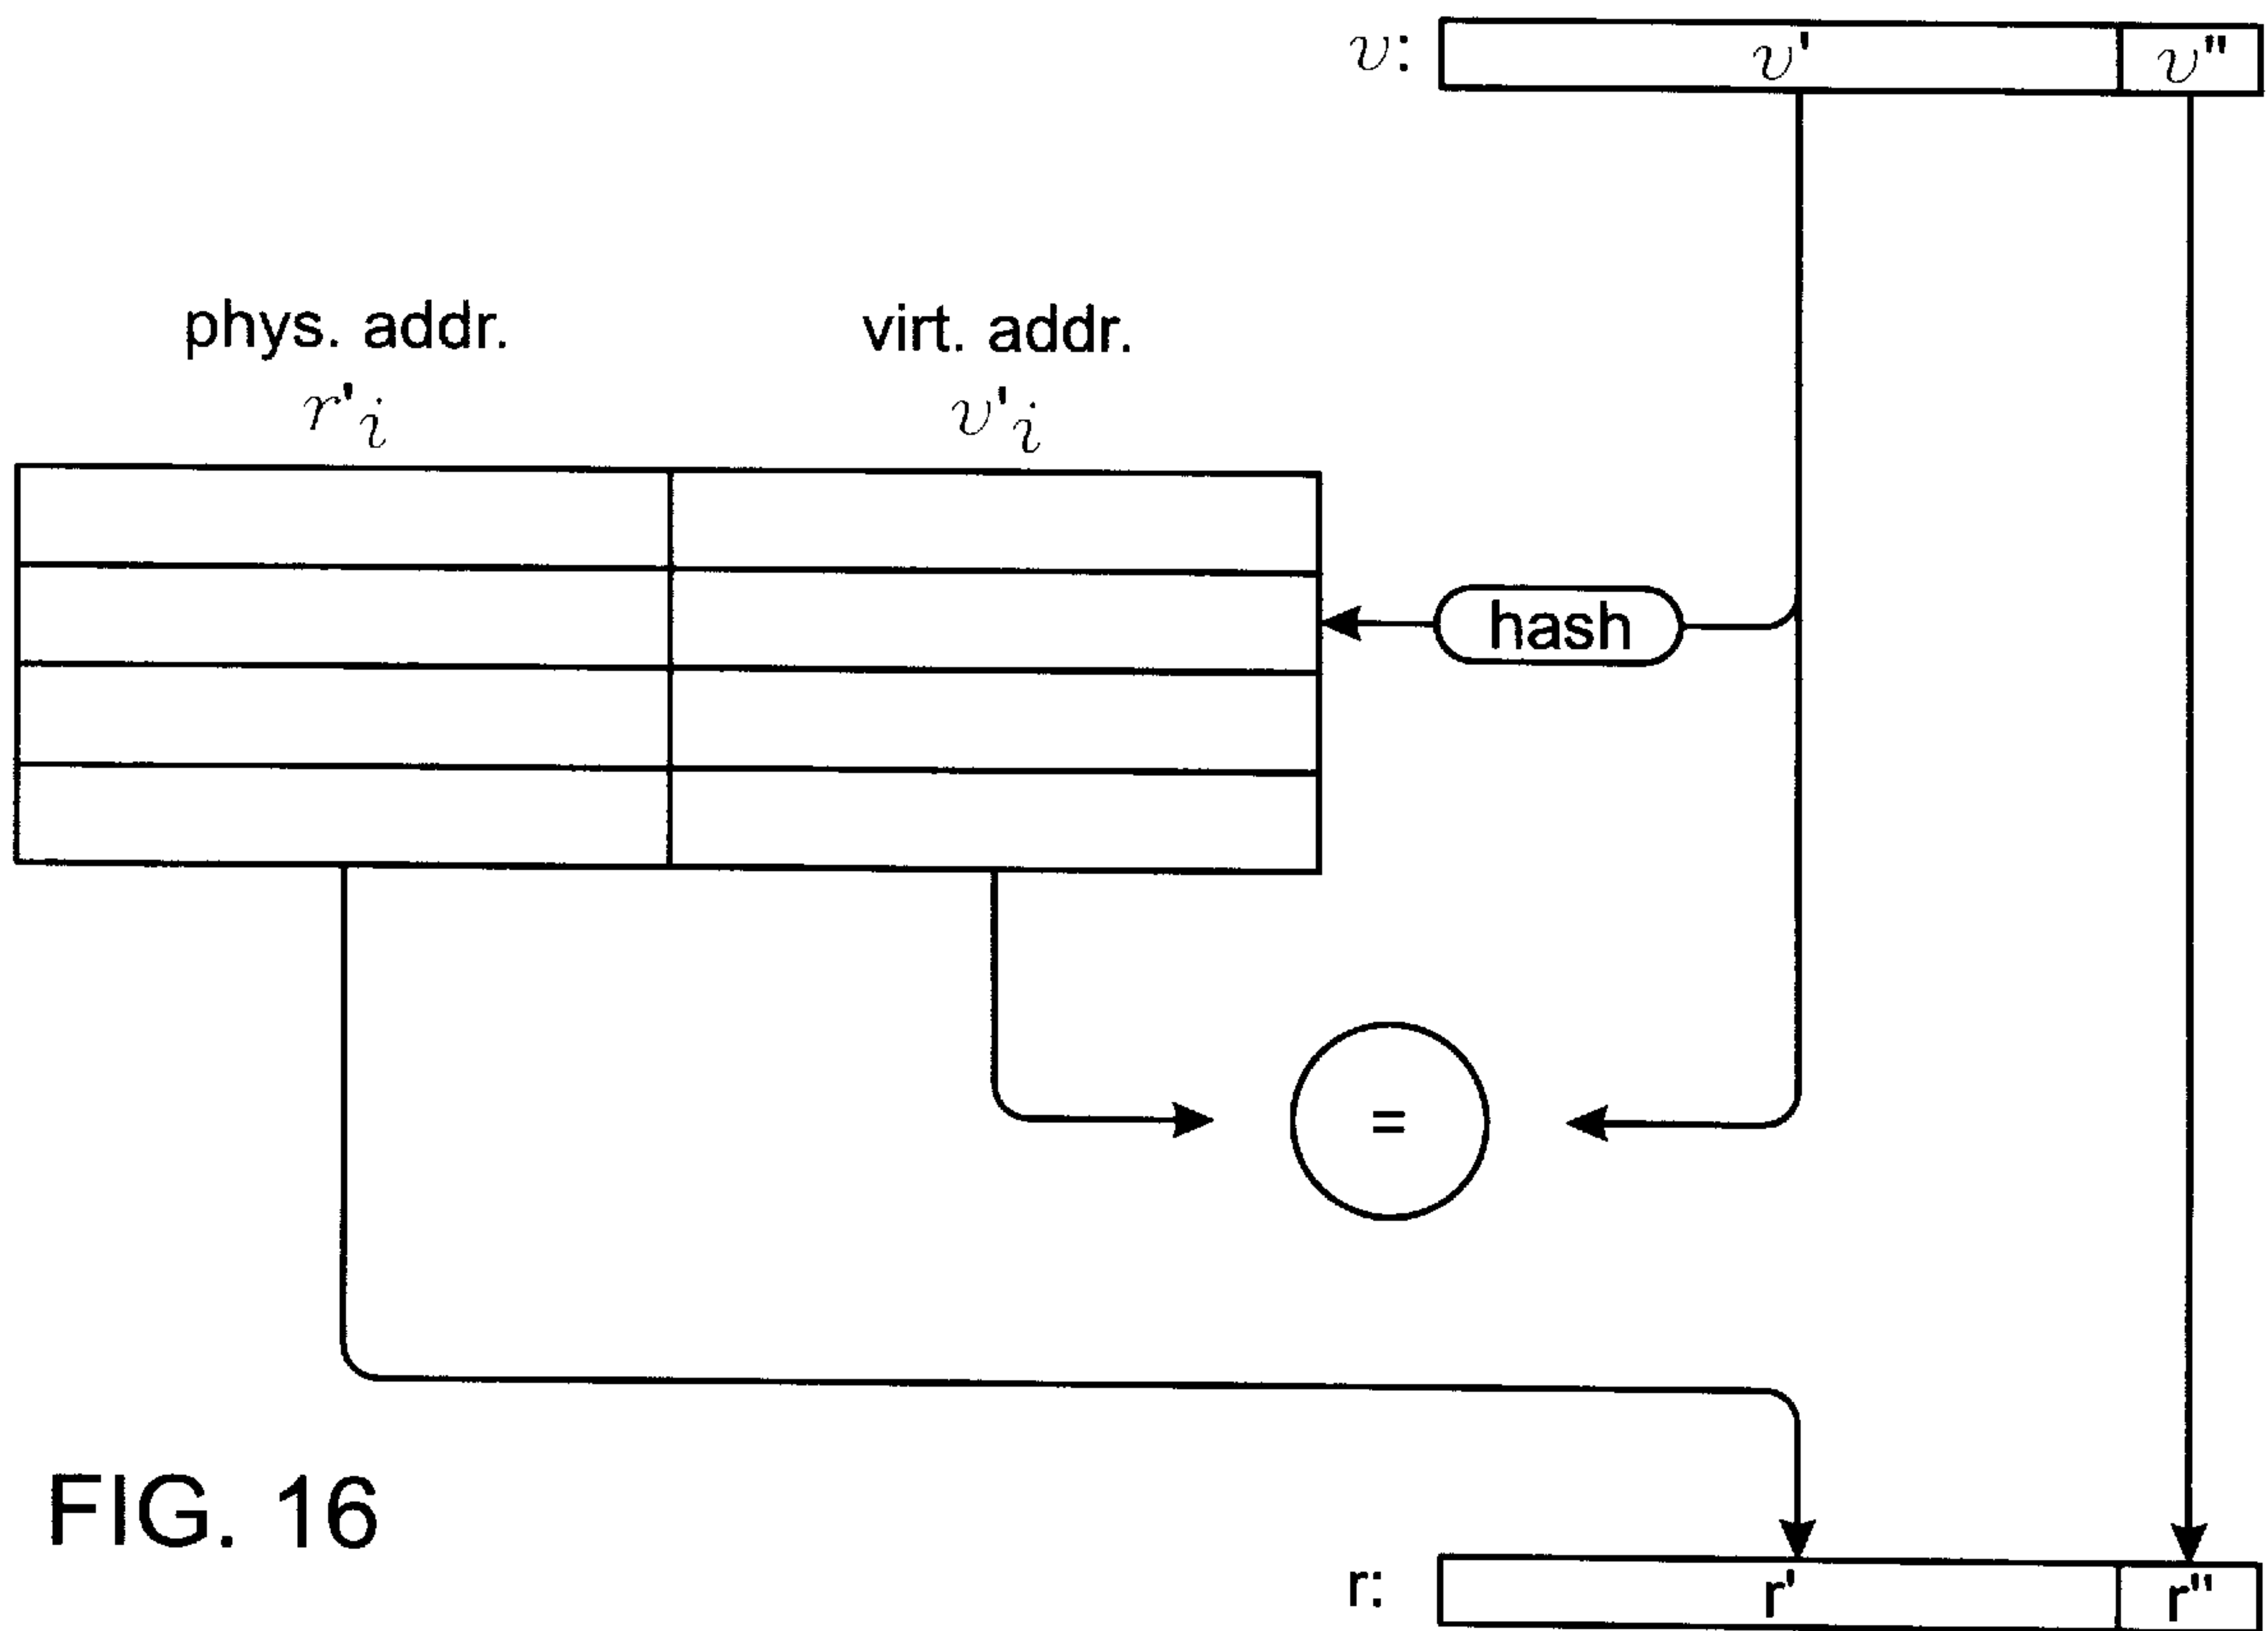 v: v' v"
phys. addr. virt. addr.
r'i v'i
hash
=
FIG. 16
r: r' r"